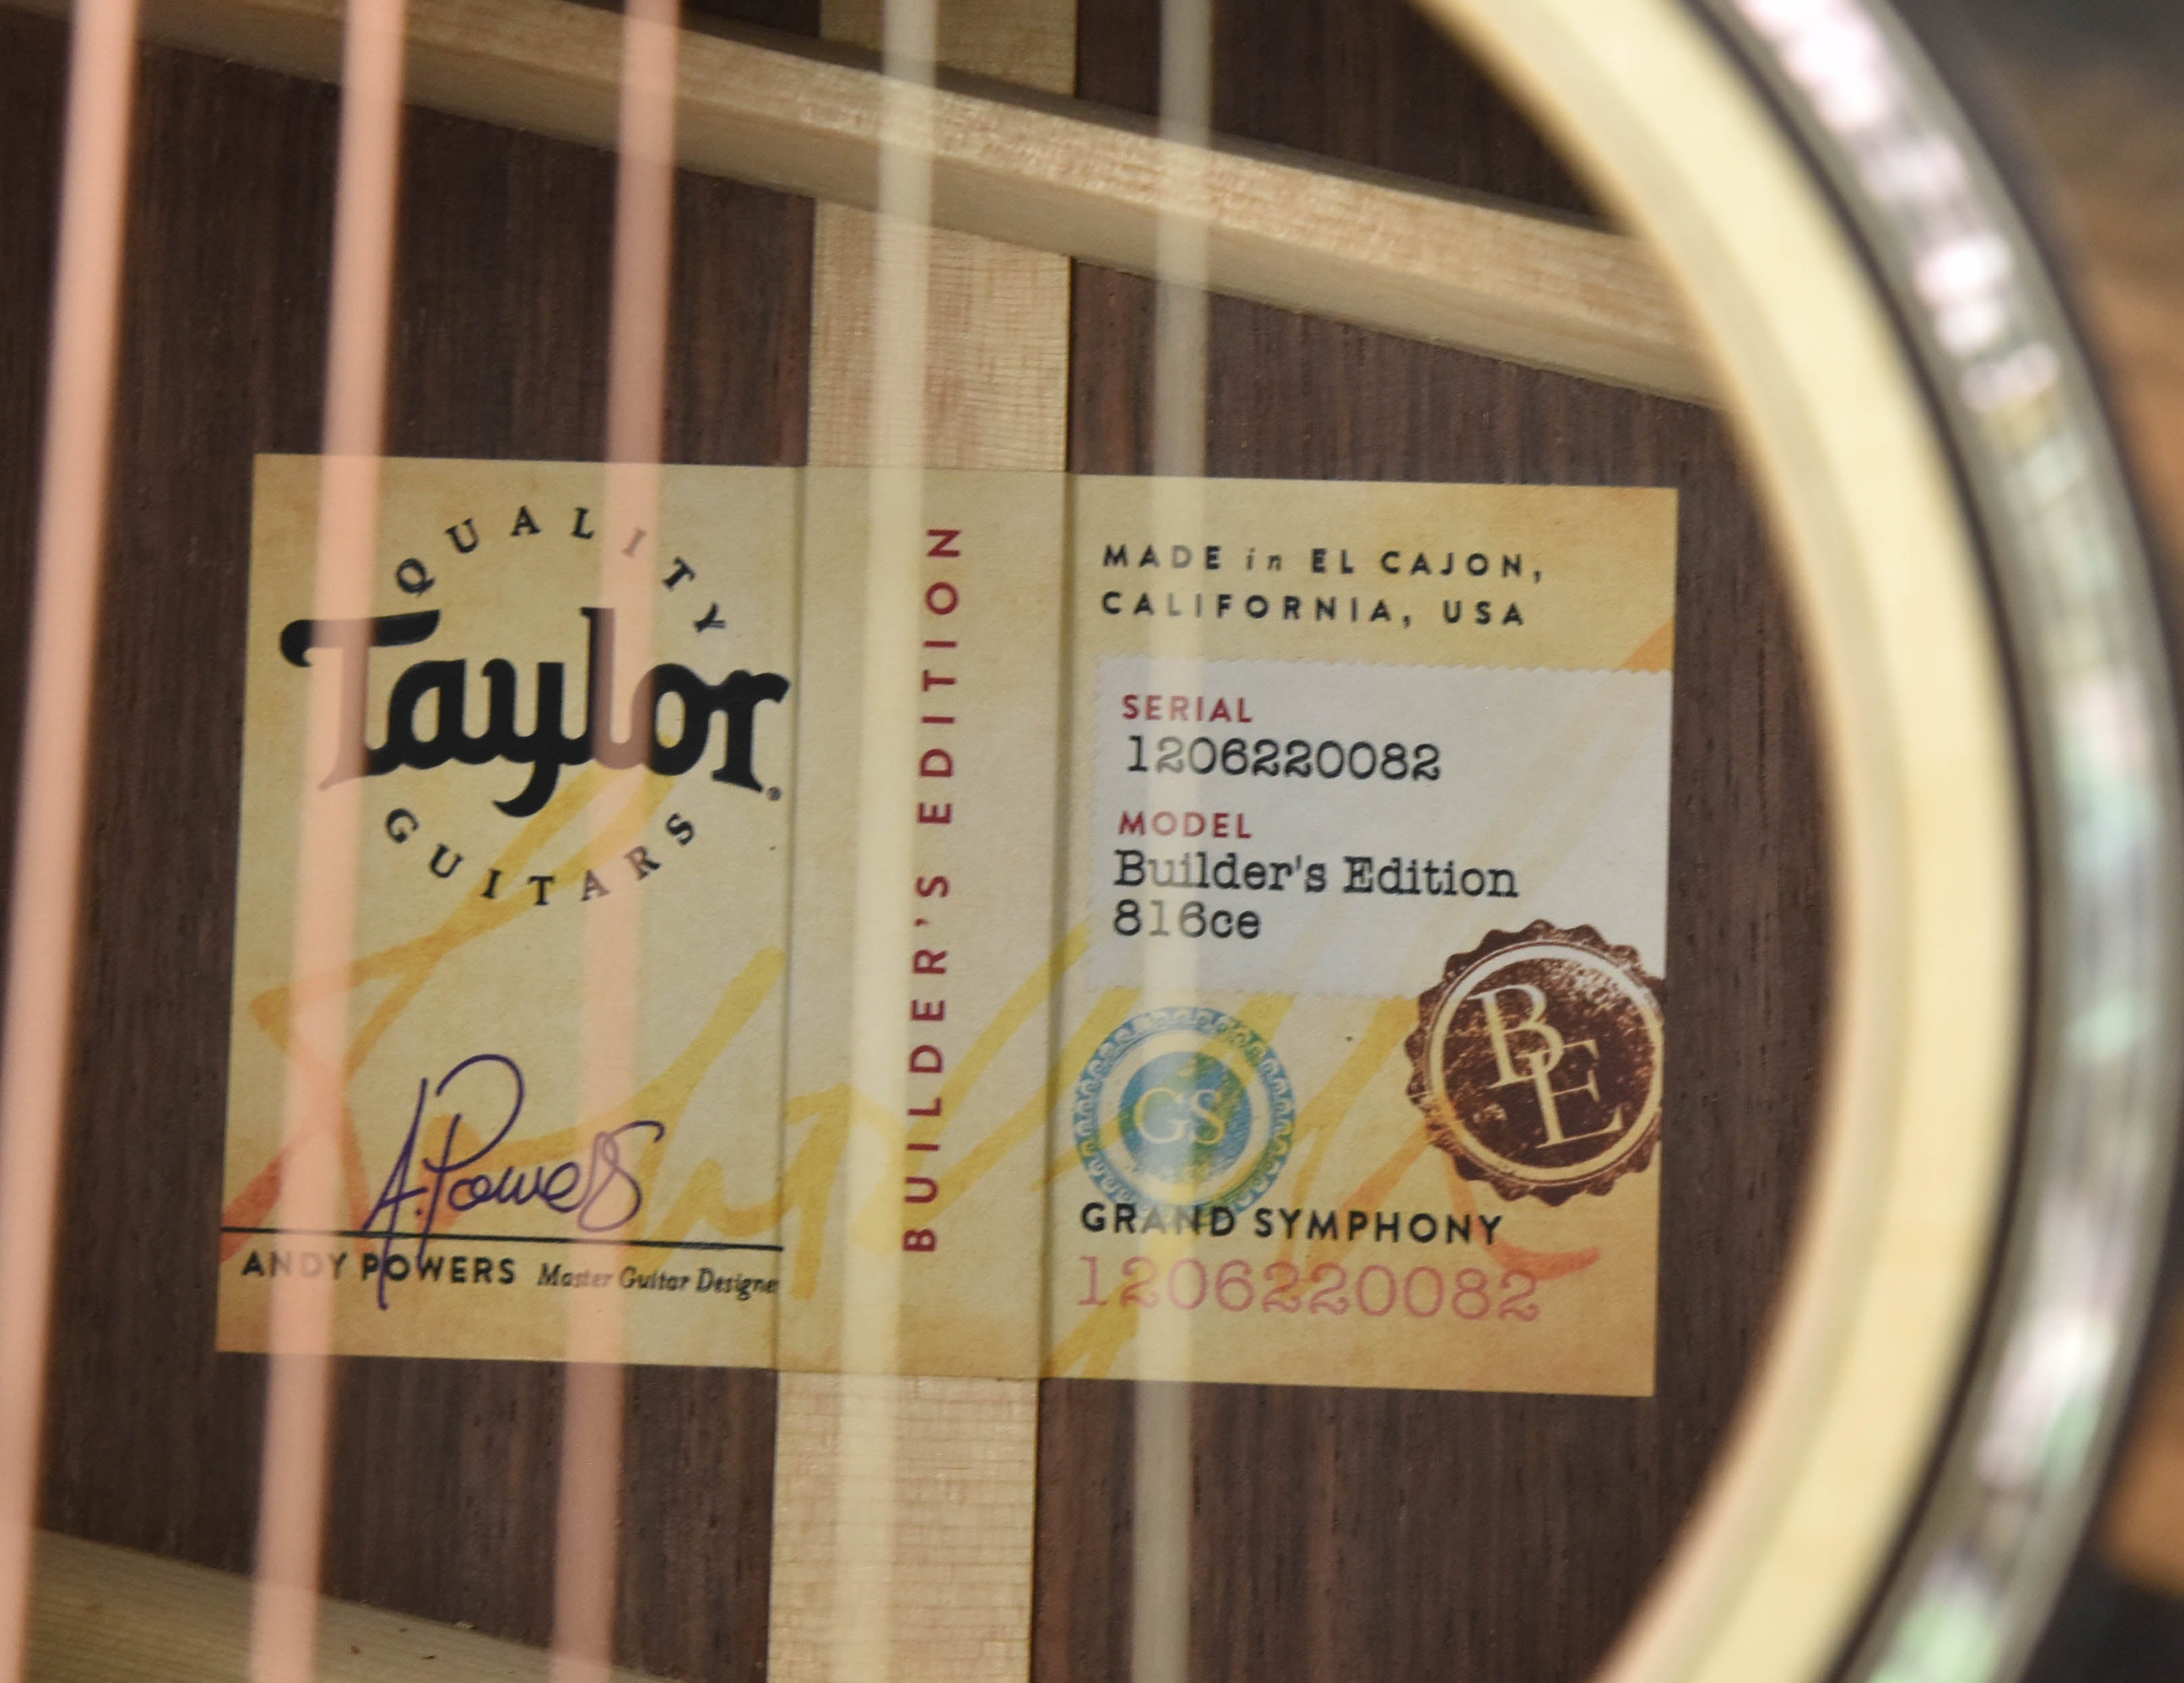 QUALITY
Taylor®
GUITARS
A. Powers
ANDY POWERS Master Guitar Designer
BUILDER'S EDITION
MADE in EL CAJON,
CALIFORNIA, USA
SERIAL
1206220082
MODEL
Builder's Edition
816ce
BE
GS
GRAND SYMPHONY
1206220082